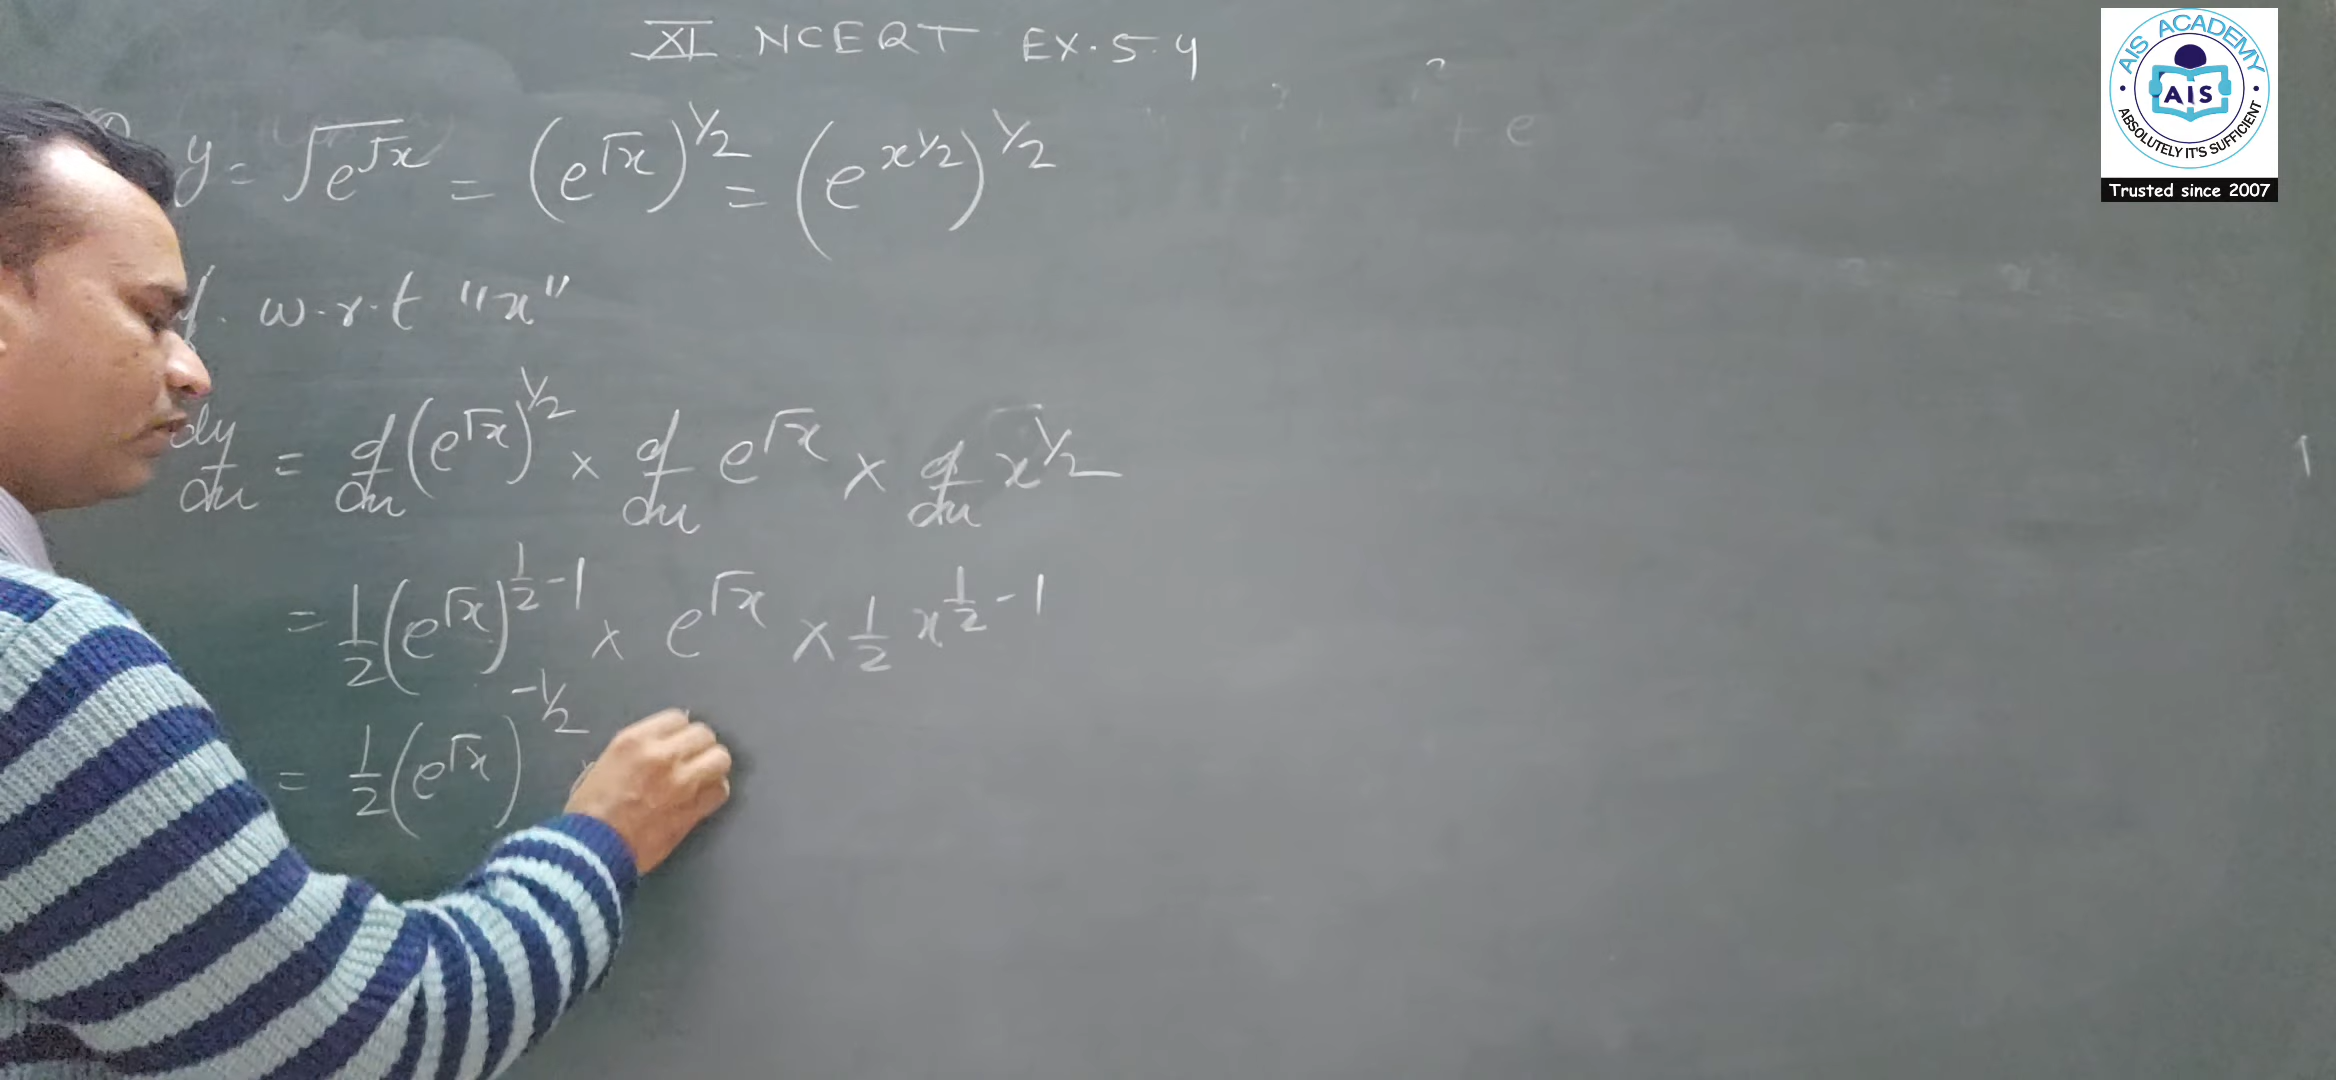 XI NCERT EX. 5.4
AIS ACADEMY
AIS
ABSOLUTELY IT'S SUFFICIENT
Trusted since 2007
y = √e^√x = (e^√x)^1/2 = (e^x^1/2)^1/2
w.r.t "x"
dy/dx = d/dx (e^√x)^1/2 × d/dx e^√x × d/dx x^1/2
= 1/2 (e^√x)^1/2-1 × e^√x × 1/2 x^1/2-1
= 1/2 (e^√x)^-1/2